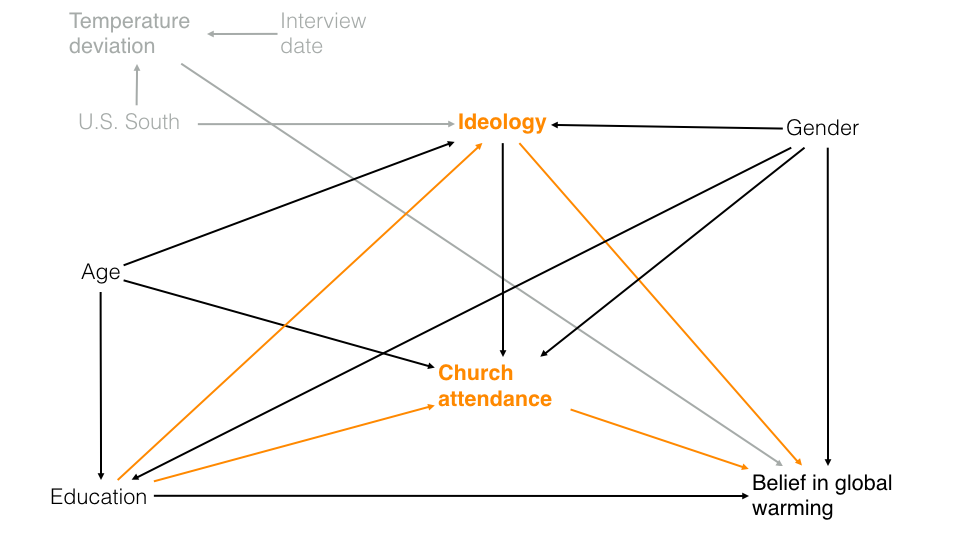 Temperature
deviation
Interview
date
U.S. South
Ideology
Gender
Age
Church
attendance
Education
Belief in global
warming